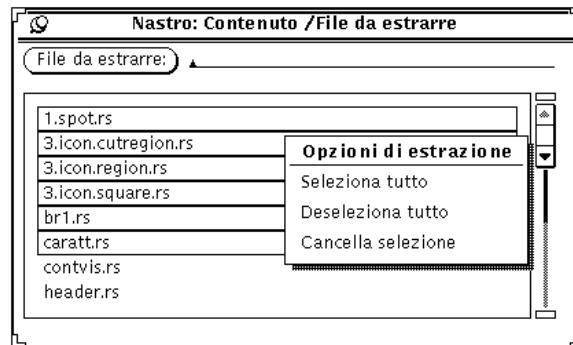 Nastro: Contenuto /File da estrarre
File da estrarre:
1.spot.rs
3.icon.cutregion.rs
3.icon.region.rs
3.icon.square.rs
br1.rs
caratt.rs
contvis.rs
header.rs
Opzioni di estrazione
Seleziona tutto
Deseleziona tutto
Cancella selezione